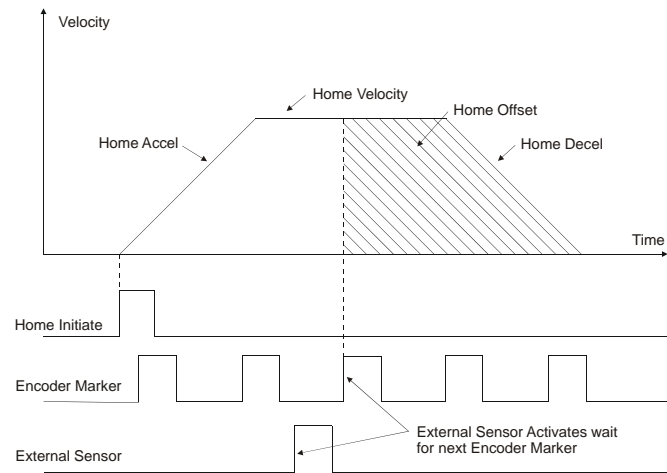 Velocity
Home Velocity
Home Offset
Home Accel
Home Decel
Time
Home Initiate
Encoder Marker
External Sensor Activates wait
for next Encoder Marker
External Sensor